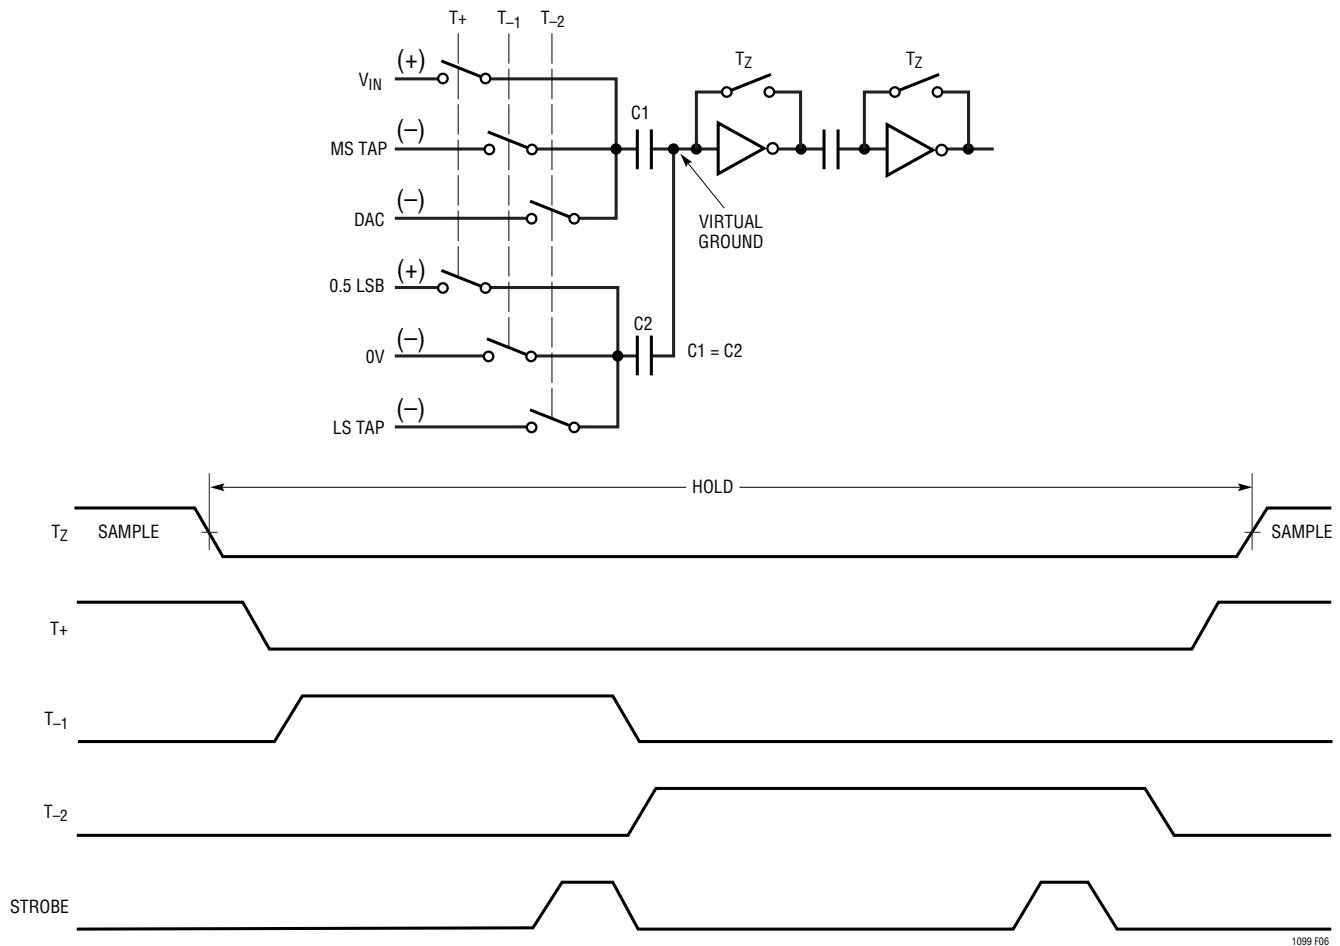 T+ T–1 T–2
VIN (+)
MS TAP (–)
DAC (–)
0.5 LSB (+)
0V (–)
LS TAP (–)
C1
C2
C1 = C2
TZ
TZ
VIRTUAL
GROUND
HOLD
TZ SAMPLE SAMPLE
T+
T–1
T–2
STROBE
1099 F06